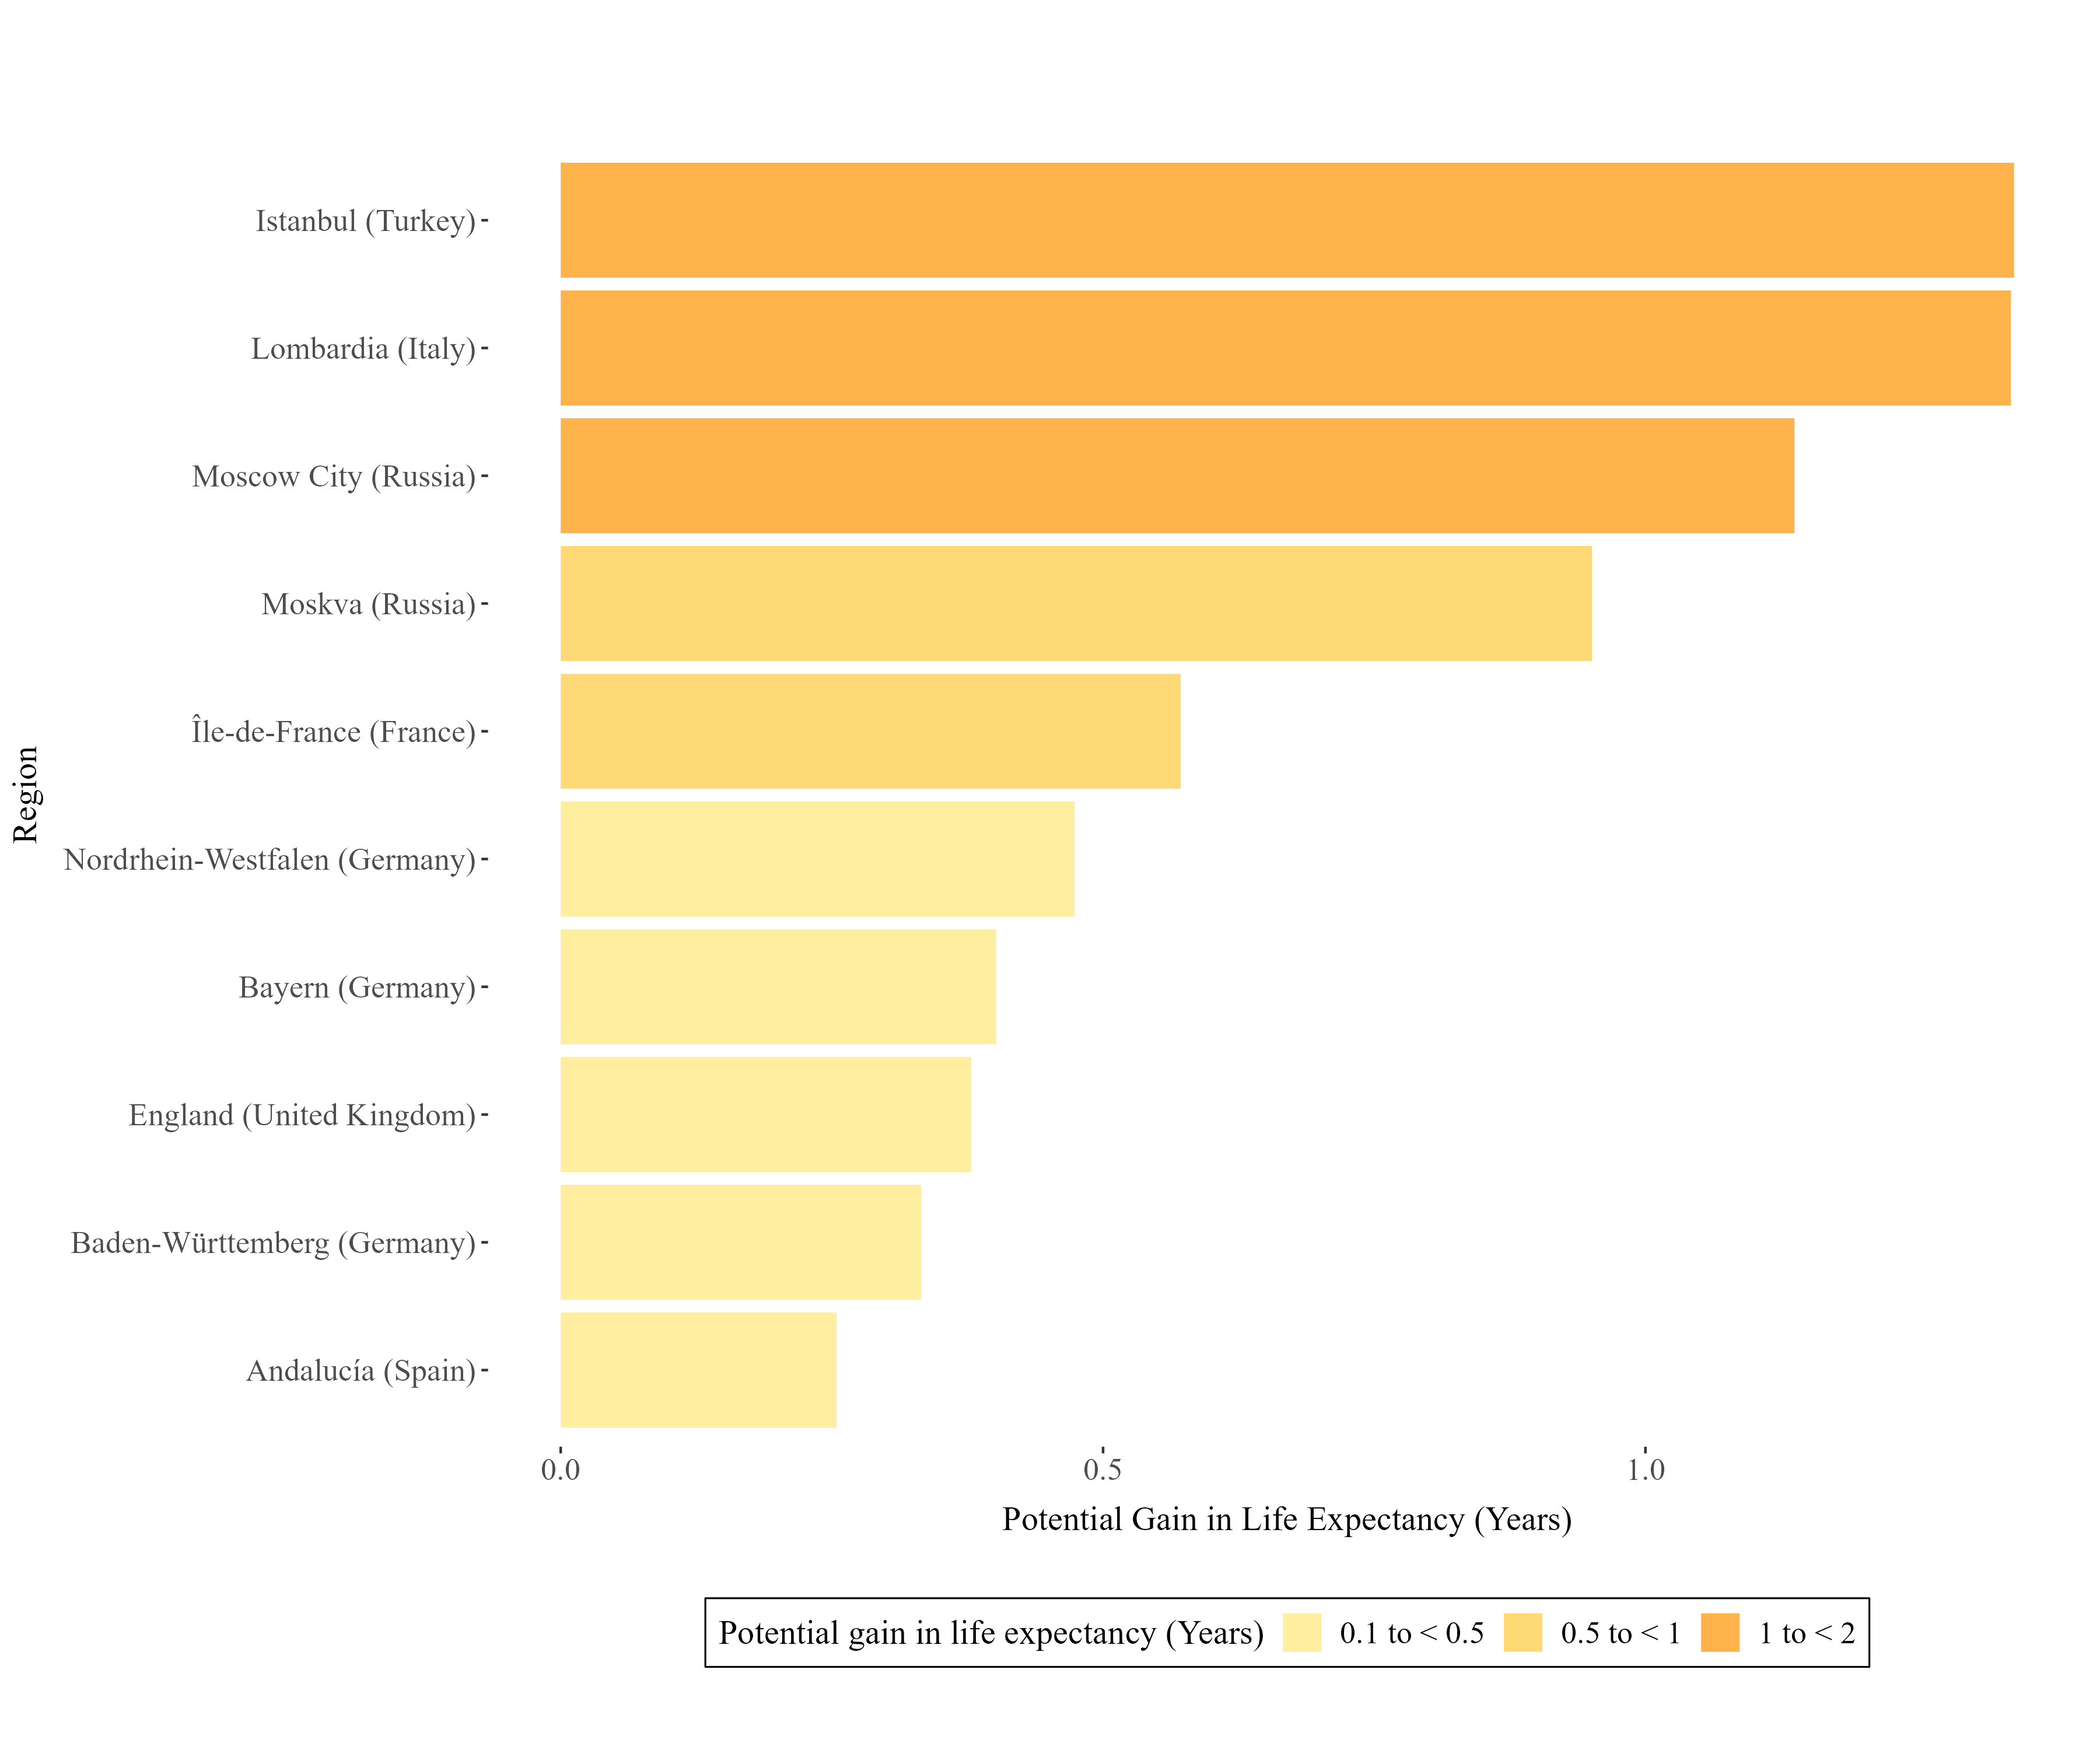 Istanbul (Turkey)
Lombardia (Italy)
Moscow City (Russia)
Moskva (Russia)
Île-de-France (France)
Nordrhein-Westfalen (Germany)
Bayern (Germany)
England (United Kingdom)
Baden-Württemberg (Germany)
Andalucía (Spain)
Region
0.0 0.5 1.0
Potential Gain in Life Expectancy (Years)
Potential gain in life expectancy (Years) 0.1 to < 0.5 0.5 to < 1 1 to < 2